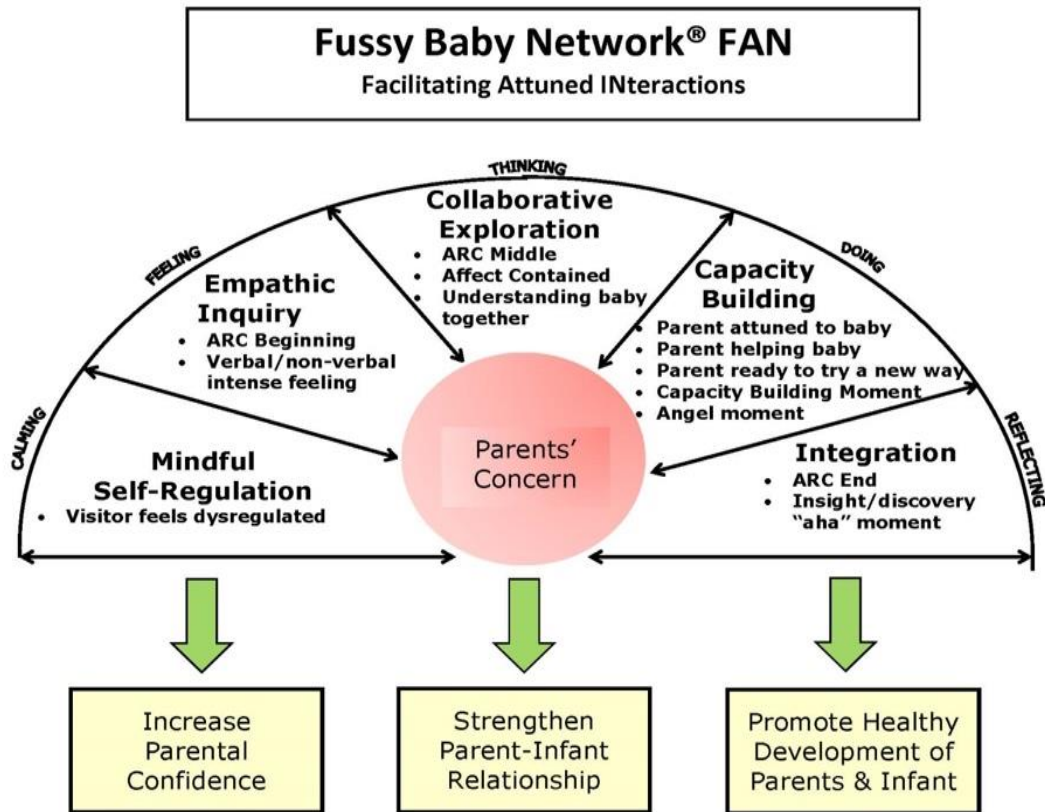 Fussy Baby Network® FAN
Facilitating Attuned INteractions
CALMING
FEELING
THINKING
DOING
REFLECTING
Mindful
Self-Regulation
• Visitor feels dysregulated
Empathic
Inquiry
• ARC Beginning
• Verbal/non-verbal
intense feeling
Collaborative
Exploration
• ARC Middle
• Affect Contained
• Understanding baby
together
Capacity
Building
• Parent attuned to baby
• Parent helping baby
• Parent ready to try a new way
• Capacity Building Moment
• Angel moment
Integration
• ARC End
• Insight/discovery
"aha" moment
Parents'
Concern
Increase
Parental
Confidence
Strengthen
Parent-Infant
Relationship
Promote Healthy
Development of
Parents & Infant